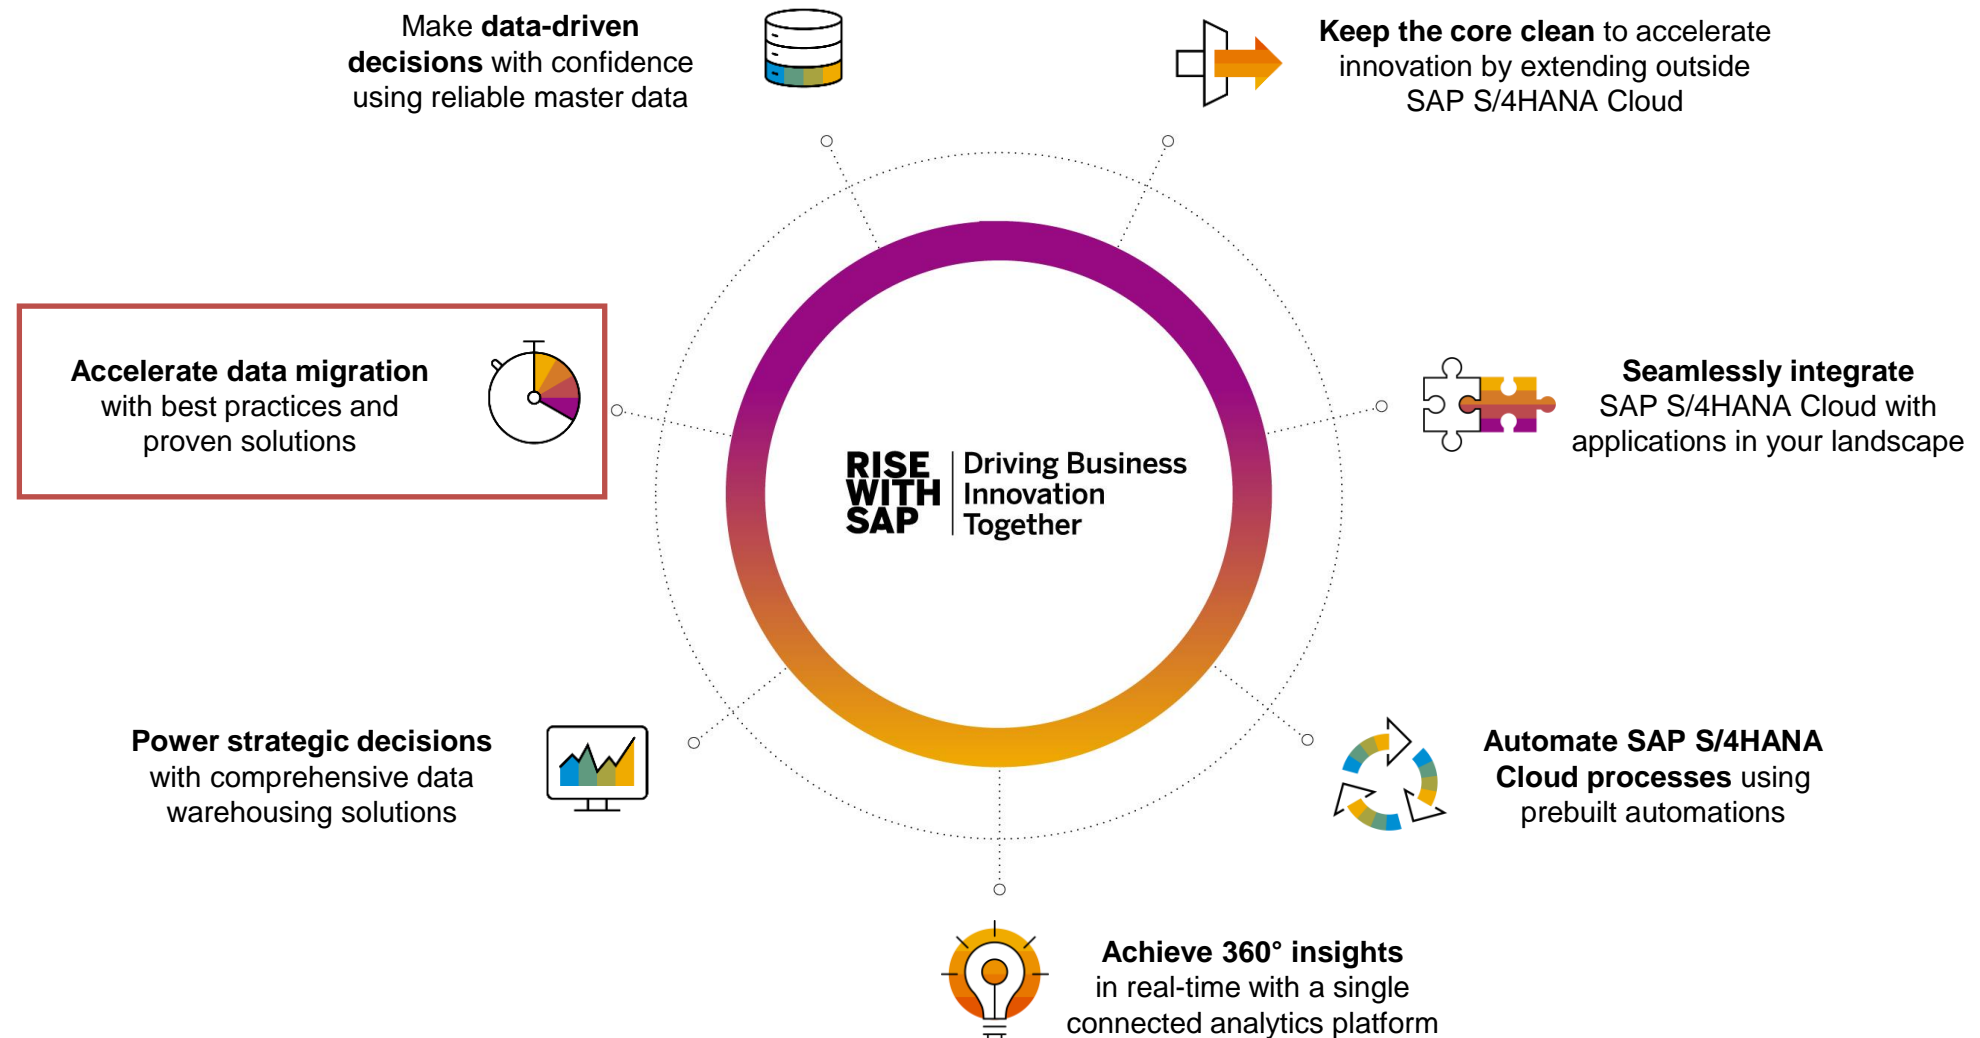 Make data-driven
decisions with confidence
using reliable master data
Keep the core clean to accelerate
innovation by extending outside
SAP S/4HANA Cloud
Accelerate data migration
with best practices and
proven solutions
Seamlessly integrate
SAP S/4HANA Cloud with
applications in your landscape
RISE
WITH
SAP
Driving Business
Innovation
Together
Power strategic decisions
with comprehensive data
warehousing solutions
Automate SAP S/4HANA
Cloud processes using
prebuilt automations
Achieve 360° insights
in real-time with a single
connected analytics platform